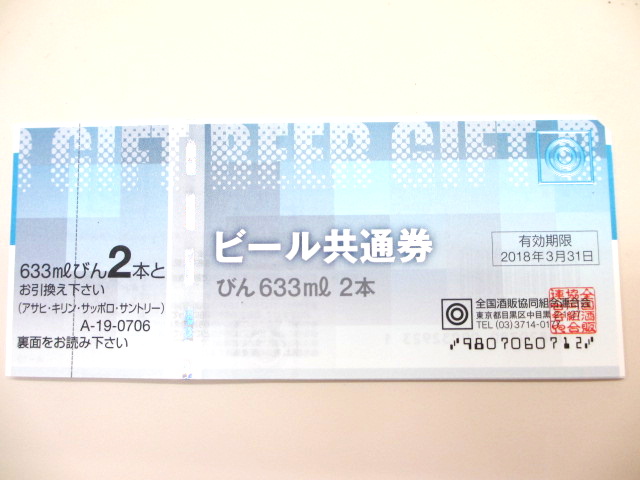 R GIFT BEER GIFT
633mlびん2本と
お引換え下さい
(アサヒ・キリン・サッポロ・サントリー)
A-19-0706
裏面をお読み下さい
ビール共通券
びん633ml 2本
有効期限
2018年3月31日
全国酒販協同組合連合会
東京都目黒区中目黒
TEL (03)3714-01
9807060712